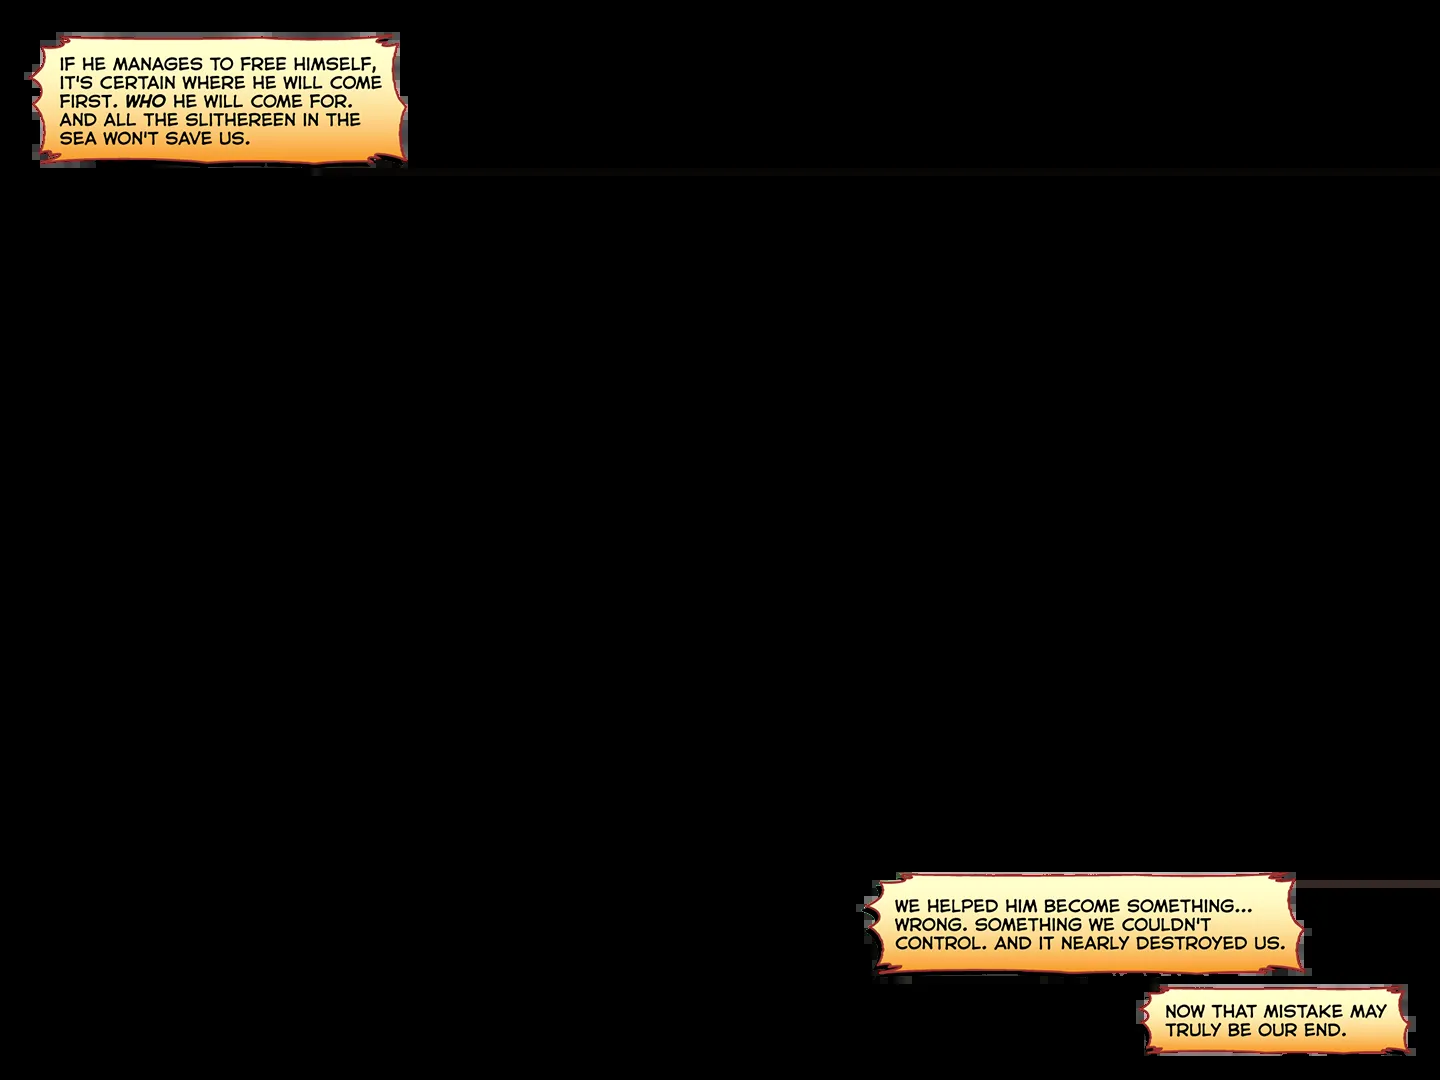 IF HE MANAGES TO FREE HIMSELF,
IT'S CERTAIN WHERE HE WILL COME
FIRST. WHO HE WILL COME FOR.
AND ALL THE SLITHEREEN IN THE
SEA WON'T SAVE US.
WE HELPED HIM BECOME SOMETHING...
WRONG. SOMETHING WE COULDN'T
CONTROL. AND IT NEARLY DESTROYED US.
NOW THAT MISTAKE MAY
TRULY BE OUR END.